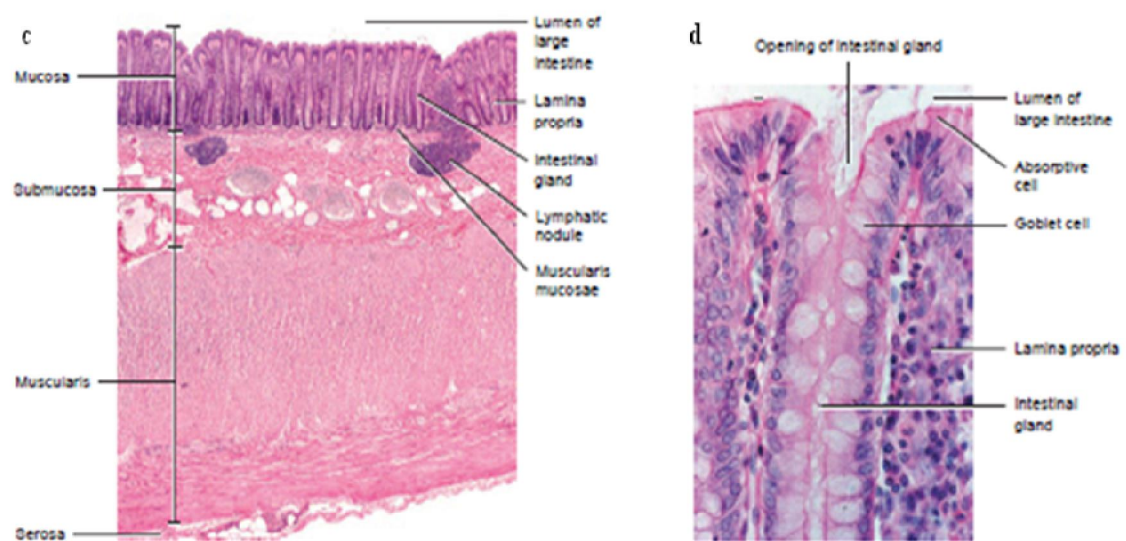 c
Lumen of
large
intestine
Mucosa
Lamina
propria
Intestinal
gland
Submucosa
Lymphatic
nodule
Muscularis
mucosae
Muscularis
Serosa
d
Opening of intestinal gland
Lumen of
large intestine
Absorptive
cell
Goblet cell
Lamina propria
Intestinal
gland